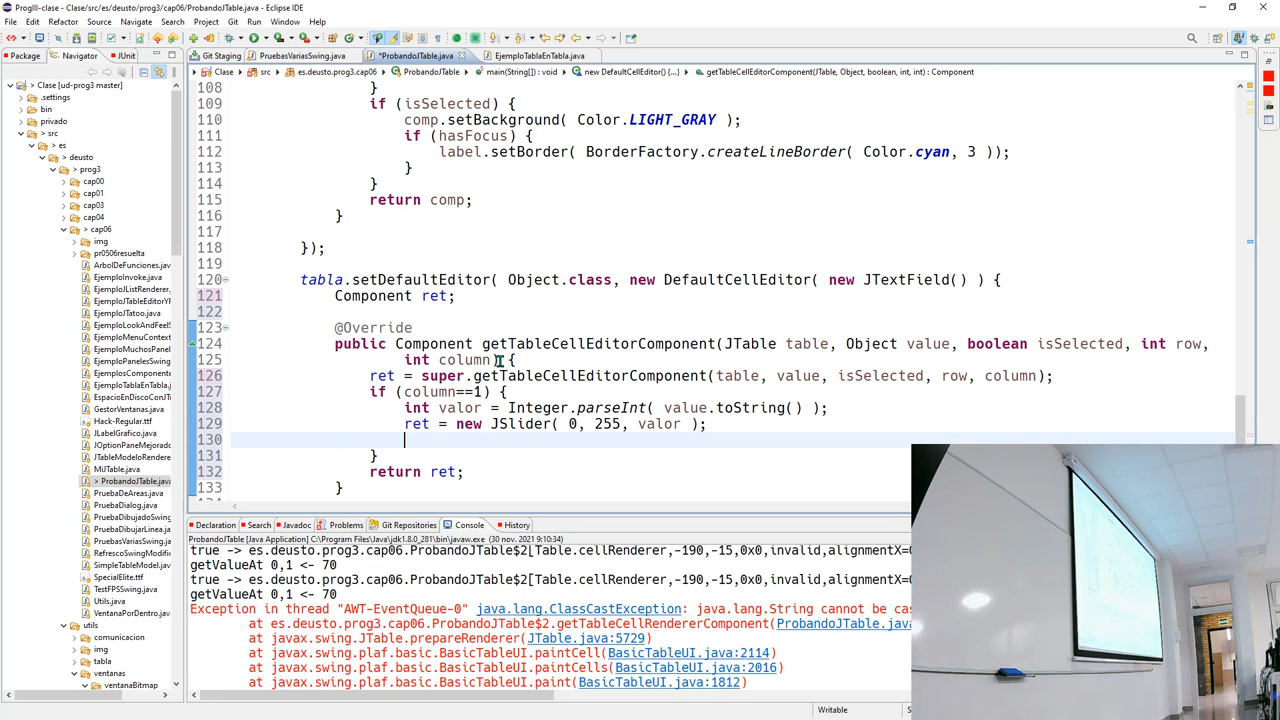 ProgIII-clase - Clase/src/es/deusto/prog3/cap06/ProbandoJTable.java - Eclipse IDE
File Edit Refactor Source Navigate Search Project Git Run Window Help
Package Navigator JUnit
Git Staging PruebasVariasSwing.java *ProbandoJTable.java EjemploTablaEnTabla.java
Clase src es.deusto.prog3.cap06 ProbandoJTable main(String[]) : void new DefaultCellEditor() {...} getTableCellEditorComponent(JTable, Object, boolean, int, int) : Component
> Clase [ud-prog3 master]
.settings
bin
privado
> src
> es
> deusto
> prog3
cap00
cap01
cap03
cap04
> cap06
img
pr0506resuelta
ArbolDeFunciones.java
EjemploInvoke.java
EjemploJListRenderer.j
EjemploJTableEditorYF
EjemploJTatoo.java
EjemploLookAndFeelS
EjemploMenuContext
EjemploMuchosPanel
EjemploPanelesSwing
EjemploTablaEnTabla.j
EspacioEnDiscoConTO
GestorVentanas.java
Hack-Regular.ttf
JLabelGrafico.java
JOptionPaneMejorado
JTableModeloRendere
MiJTable.java
> ProbandoJTable.java
PruebaDeAreas.java
PruebaDialog.java
PruebaDibujadoSwing
PruebaDibujarLinea.jav
PruebasVariasSwing.jav
RefrescoSwingModific
SimpleTableModel.java
SpecialElite.ttf
TestFPSSwing.java
Utils.java
VentanaPorDentro.java
utils
comunicacion
img
tabla
ventanas
ventanaBitmap
108 }
109 if (isSelected) {
110 comp.setBackground( Color.LIGHT_GRAY );
111 if (hasFocus) {
112 label.setBorder( BorderFactory.createLineBorder( Color.cyan, 3 ));
113 }
114 }
115 return comp;
116 }
117
118 });
119
120 tabla.setDefaultEditor( Object.class, new DefaultCellEditor( new JTextField() ) {
121 Component ret;
122
123 @Override
124 public Component getTableCellEditorComponent(JTable table, Object value, boolean isSelected, int row,
125 int column) {
126 ret = super.getTableCellEditorComponent(table, value, isSelected, row, column);
127 if (column==1) {
128 int valor = Integer.parseInt( value.toString() );
129 ret = new JSlider( 0, 255, valor );
130
131 }
132 return ret;
133 }
Declaration Search Javadoc Problems Git Repositories Console History
ProbandoJTable [Java Application] C:\Program Files\Java\jdk1.8.0_281\bin\javaw.exe (30 nov. 2021 9:10:34)
true -> es.deusto.prog3.cap06.ProbandoJTable$2[Table.cellRenderer,-190,-15,0x0,invalid,alignmentX=0
getValueAt 0,1 <- 70
true -> es.deusto.prog3.cap06.ProbandoJTable$2[Table.cellRenderer,-190,-15,0x0,invalid,alignmentX=0
getValueAt 0,1 <- 70
Exception in thread "AWT-EventQueue-0" java.lang.ClassCastException: java.lang.String cannot be cas
at es.deusto.prog3.cap06.ProbandoJTable$2.getTableCellRendererComponent(ProbandoJTable.java:
at javax.swing.JTable.prepareRenderer(JTable.java:5729)
at javax.swing.plaf.basic.BasicTableUI.paintCell(BasicTableUI.java:2114)
at javax.swing.plaf.basic.BasicTableUI.paintCells(BasicTableUI.java:2016)
at javax.swing.plaf.basic.BasicTableUI.paint(BasicTableUI.java:1812)
Writable